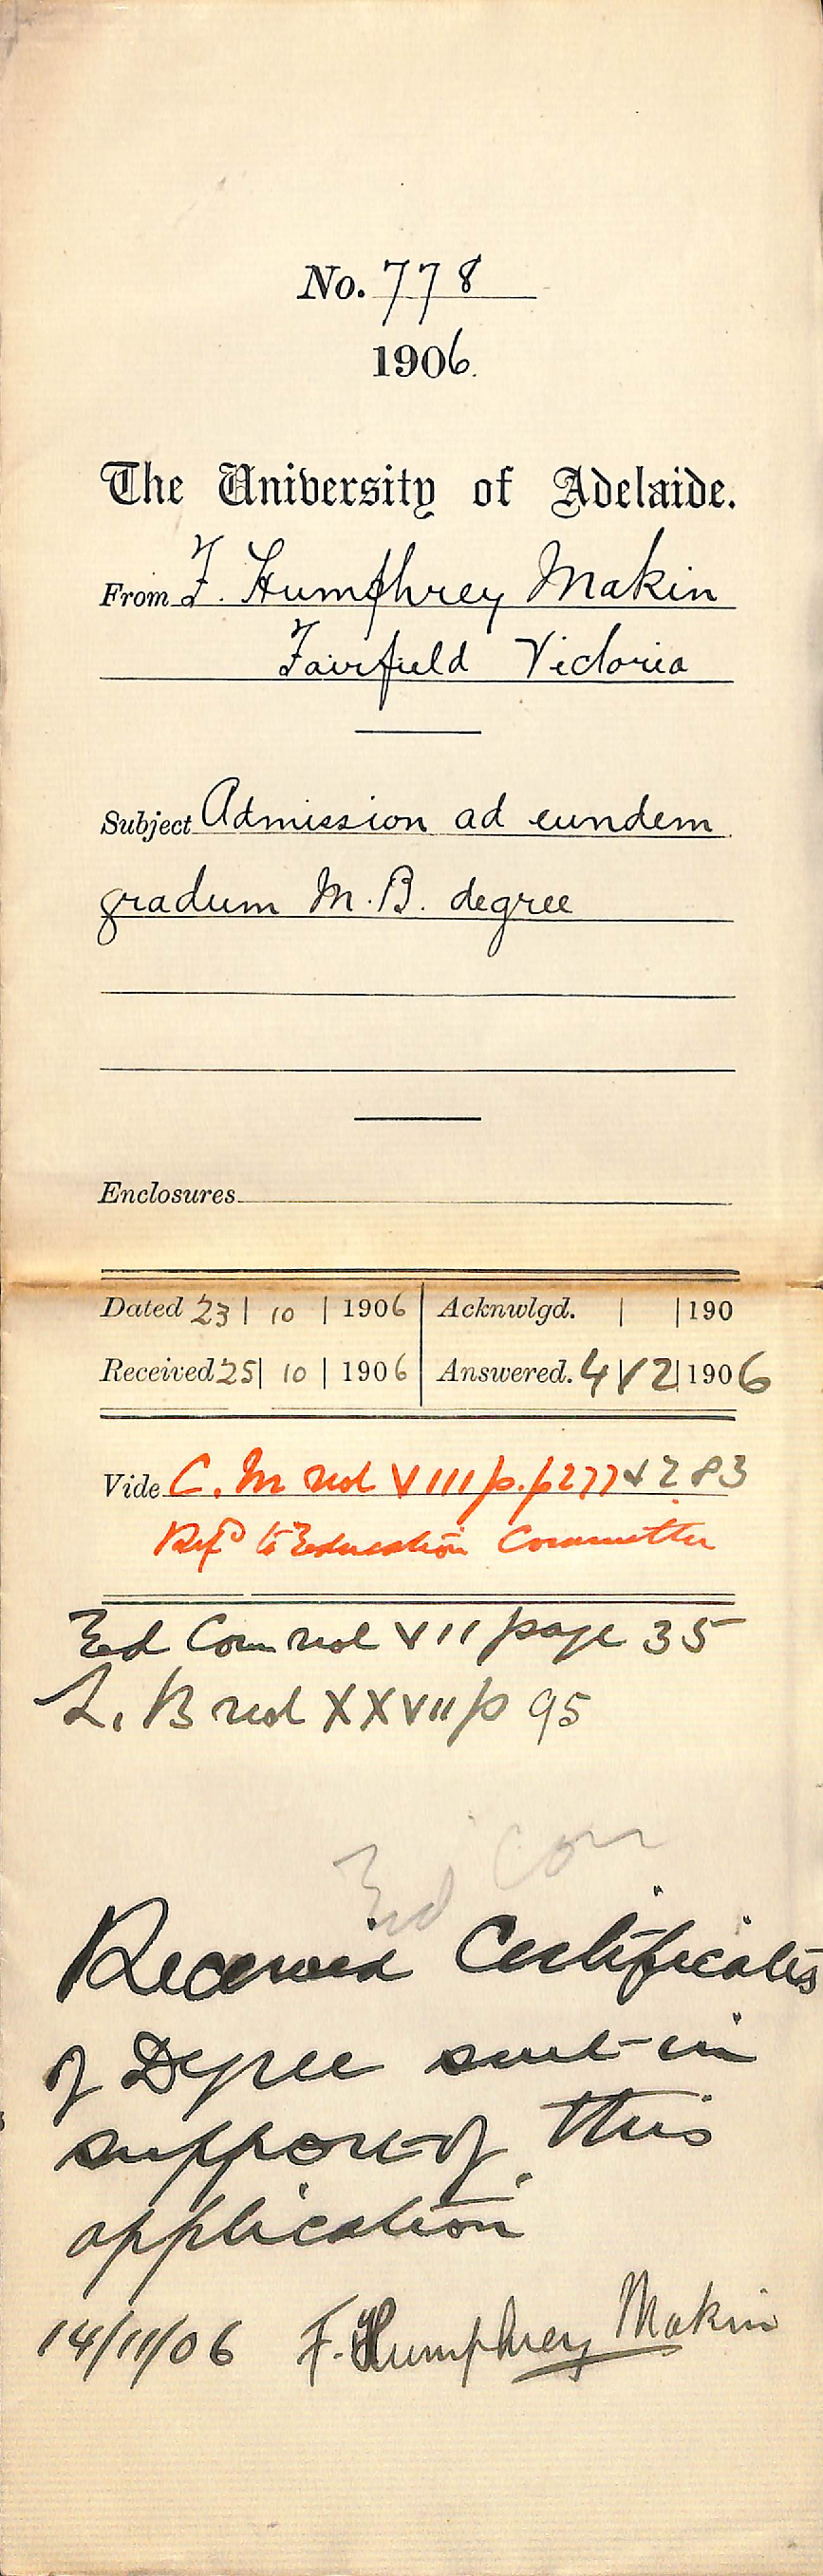 No. 778
1906.
The University of Adelaide.
From F. Humphrey Makin
Fairfield Victoria
Subject Admission ad eundem
gradum M.B. degree
Enclosures
Dated 23 | 10 | 1906 Acknwlgd. | | 190
Received 25 | 10 | 1906 Answered. 4 | 12 | 1906
Vide C. M vol VIII p.p 277 & 283
Refd to Education Committee
Ed Com vol VII page 35
L. B vol XXVII p 95
Ed Com
Received Certificates
of Degree sent in
support of this
application
14/11/06 F. Humphrey Makin